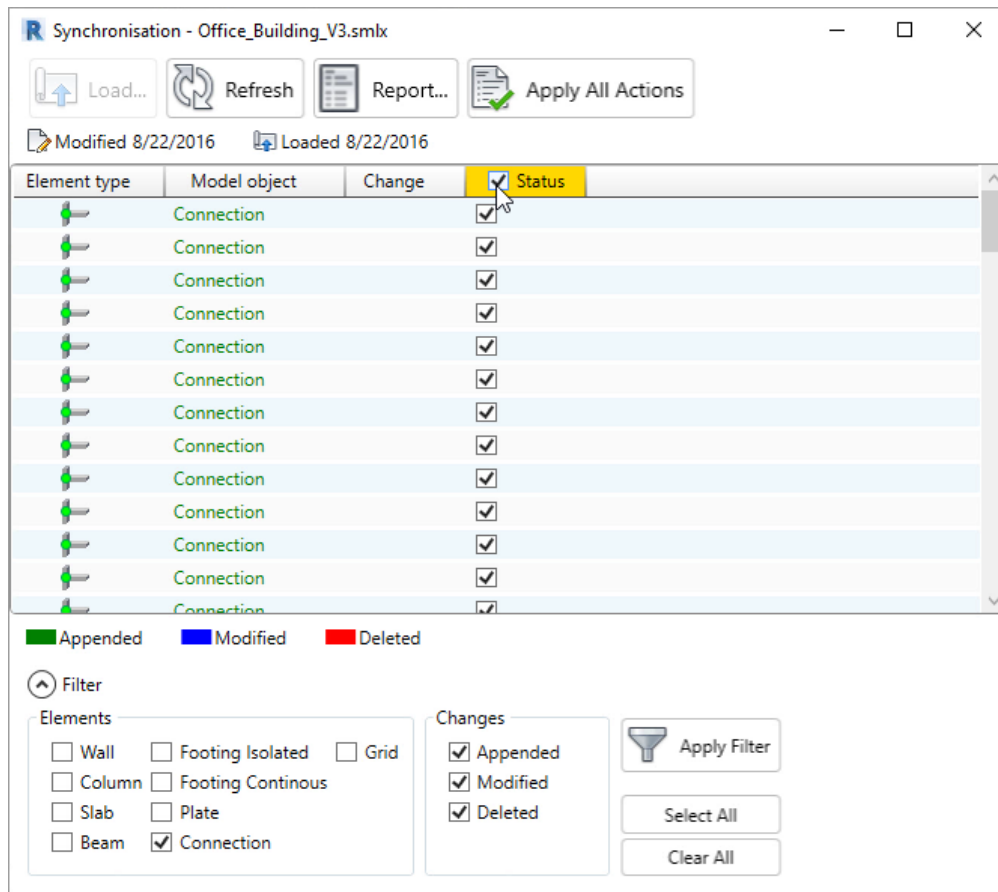 R Synchronisation - Office_Building_V3.smlx
Load... Refresh Report... Apply All Actions
Modified 8/22/2016 Loaded 8/22/2016
Element type Model object Change Status
Connection
Connection
Connection
Connection
Connection
Connection
Connection
Connection
Connection
Connection
Connection
Connection
Connection
Appended Modified Deleted
Filter
Elements Changes
Wall Footing Isolated Grid Appended Apply Filter
Column Footing Continous Modified
Slab Plate Deleted Select All
Beam Connection
Clear All